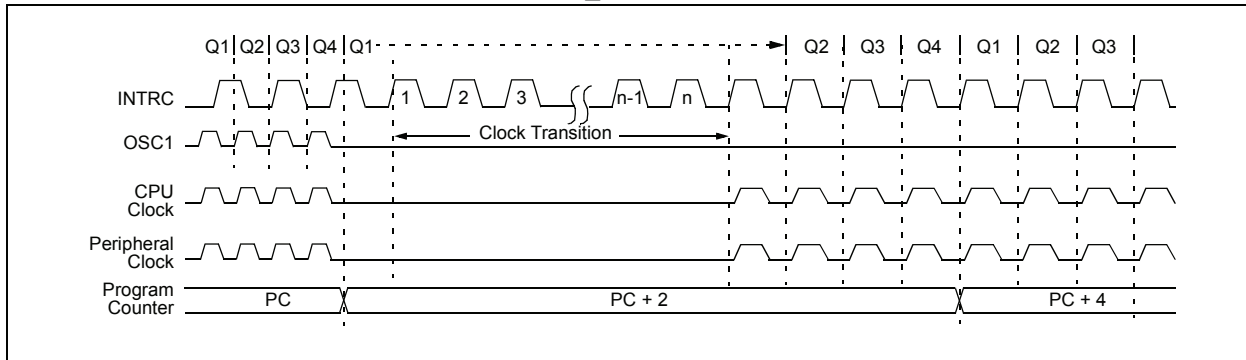 Q1 Q2 Q3 Q4 Q1 Q2 Q3 Q4 Q1 Q2 Q3
INTRC 1 2 3 n-1 n
Clock Transition
OSC1
CPU
Clock
Peripheral
Clock
Program
Counter
PC PC + 2 PC + 4